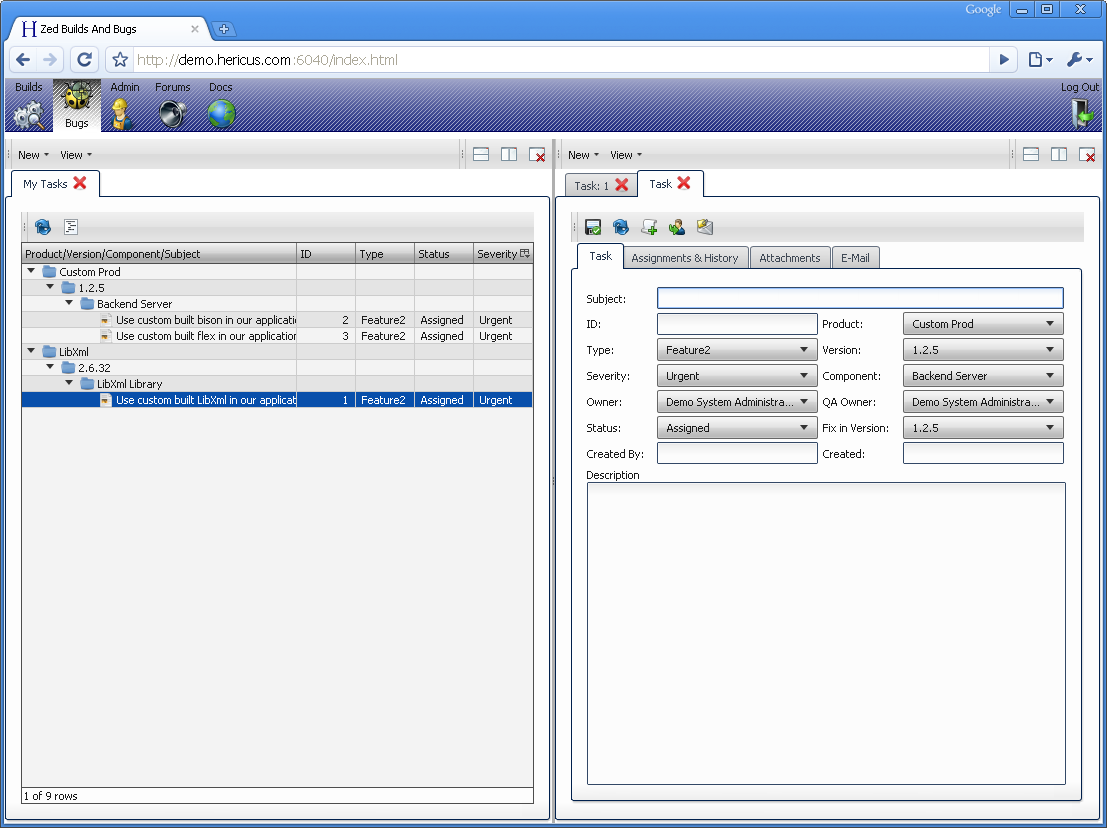 Google
H Zed Builds And Bugs
http://demo.hericus.com:6040/index.html
Builds Bugs Admin Forums Docs Log Out
New View
My Tasks
Product/Version/Component/Subject ID Type Status Severity
Custom Prod
1.2.5
Backend Server
Use custom built bison in our applicati 2 Feature2 Assigned Urgent
Use custom built flex in our application 3 Feature2 Assigned Urgent
LibXml
2.6.32
LibXml Library
Use custom built LibXml in our applicat 1 Feature2 Assigned Urgent
1 of 9 rows
New View
Task: 1 Task
Task Assignments & History Attachments E-Mail
Subject:
ID: Product: Custom Prod
Type: Feature2 Version: 1.2.5
Severity: Urgent Component: Backend Server
Owner: Demo System Administra... QA Owner: Demo System Administra...
Status: Assigned Fix in Version: 1.2.5
Created By: Created:
Description